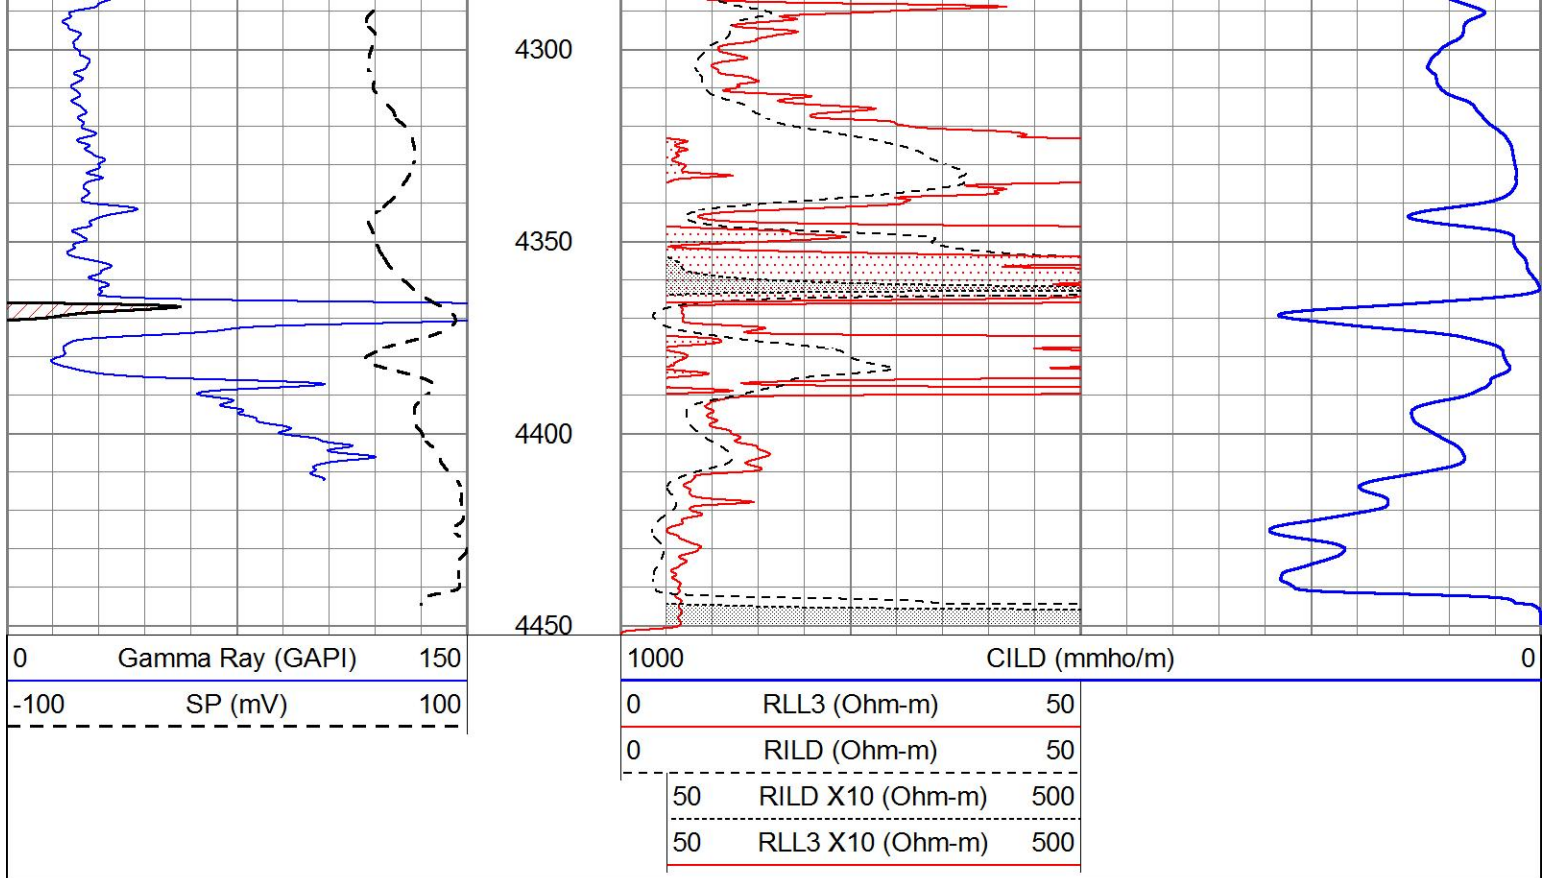 4300
4350
4400
4450
0 Gamma Ray (GAPI) 150
1000 CILD (mmho/m) 0
-100 SP (mV) 100
0 RLL3 (Ohm-m) 50
0 RILD (Ohm-m) 50
50 RILD X10 (Ohm-m) 500
50 RLL3 X10 (Ohm-m) 500